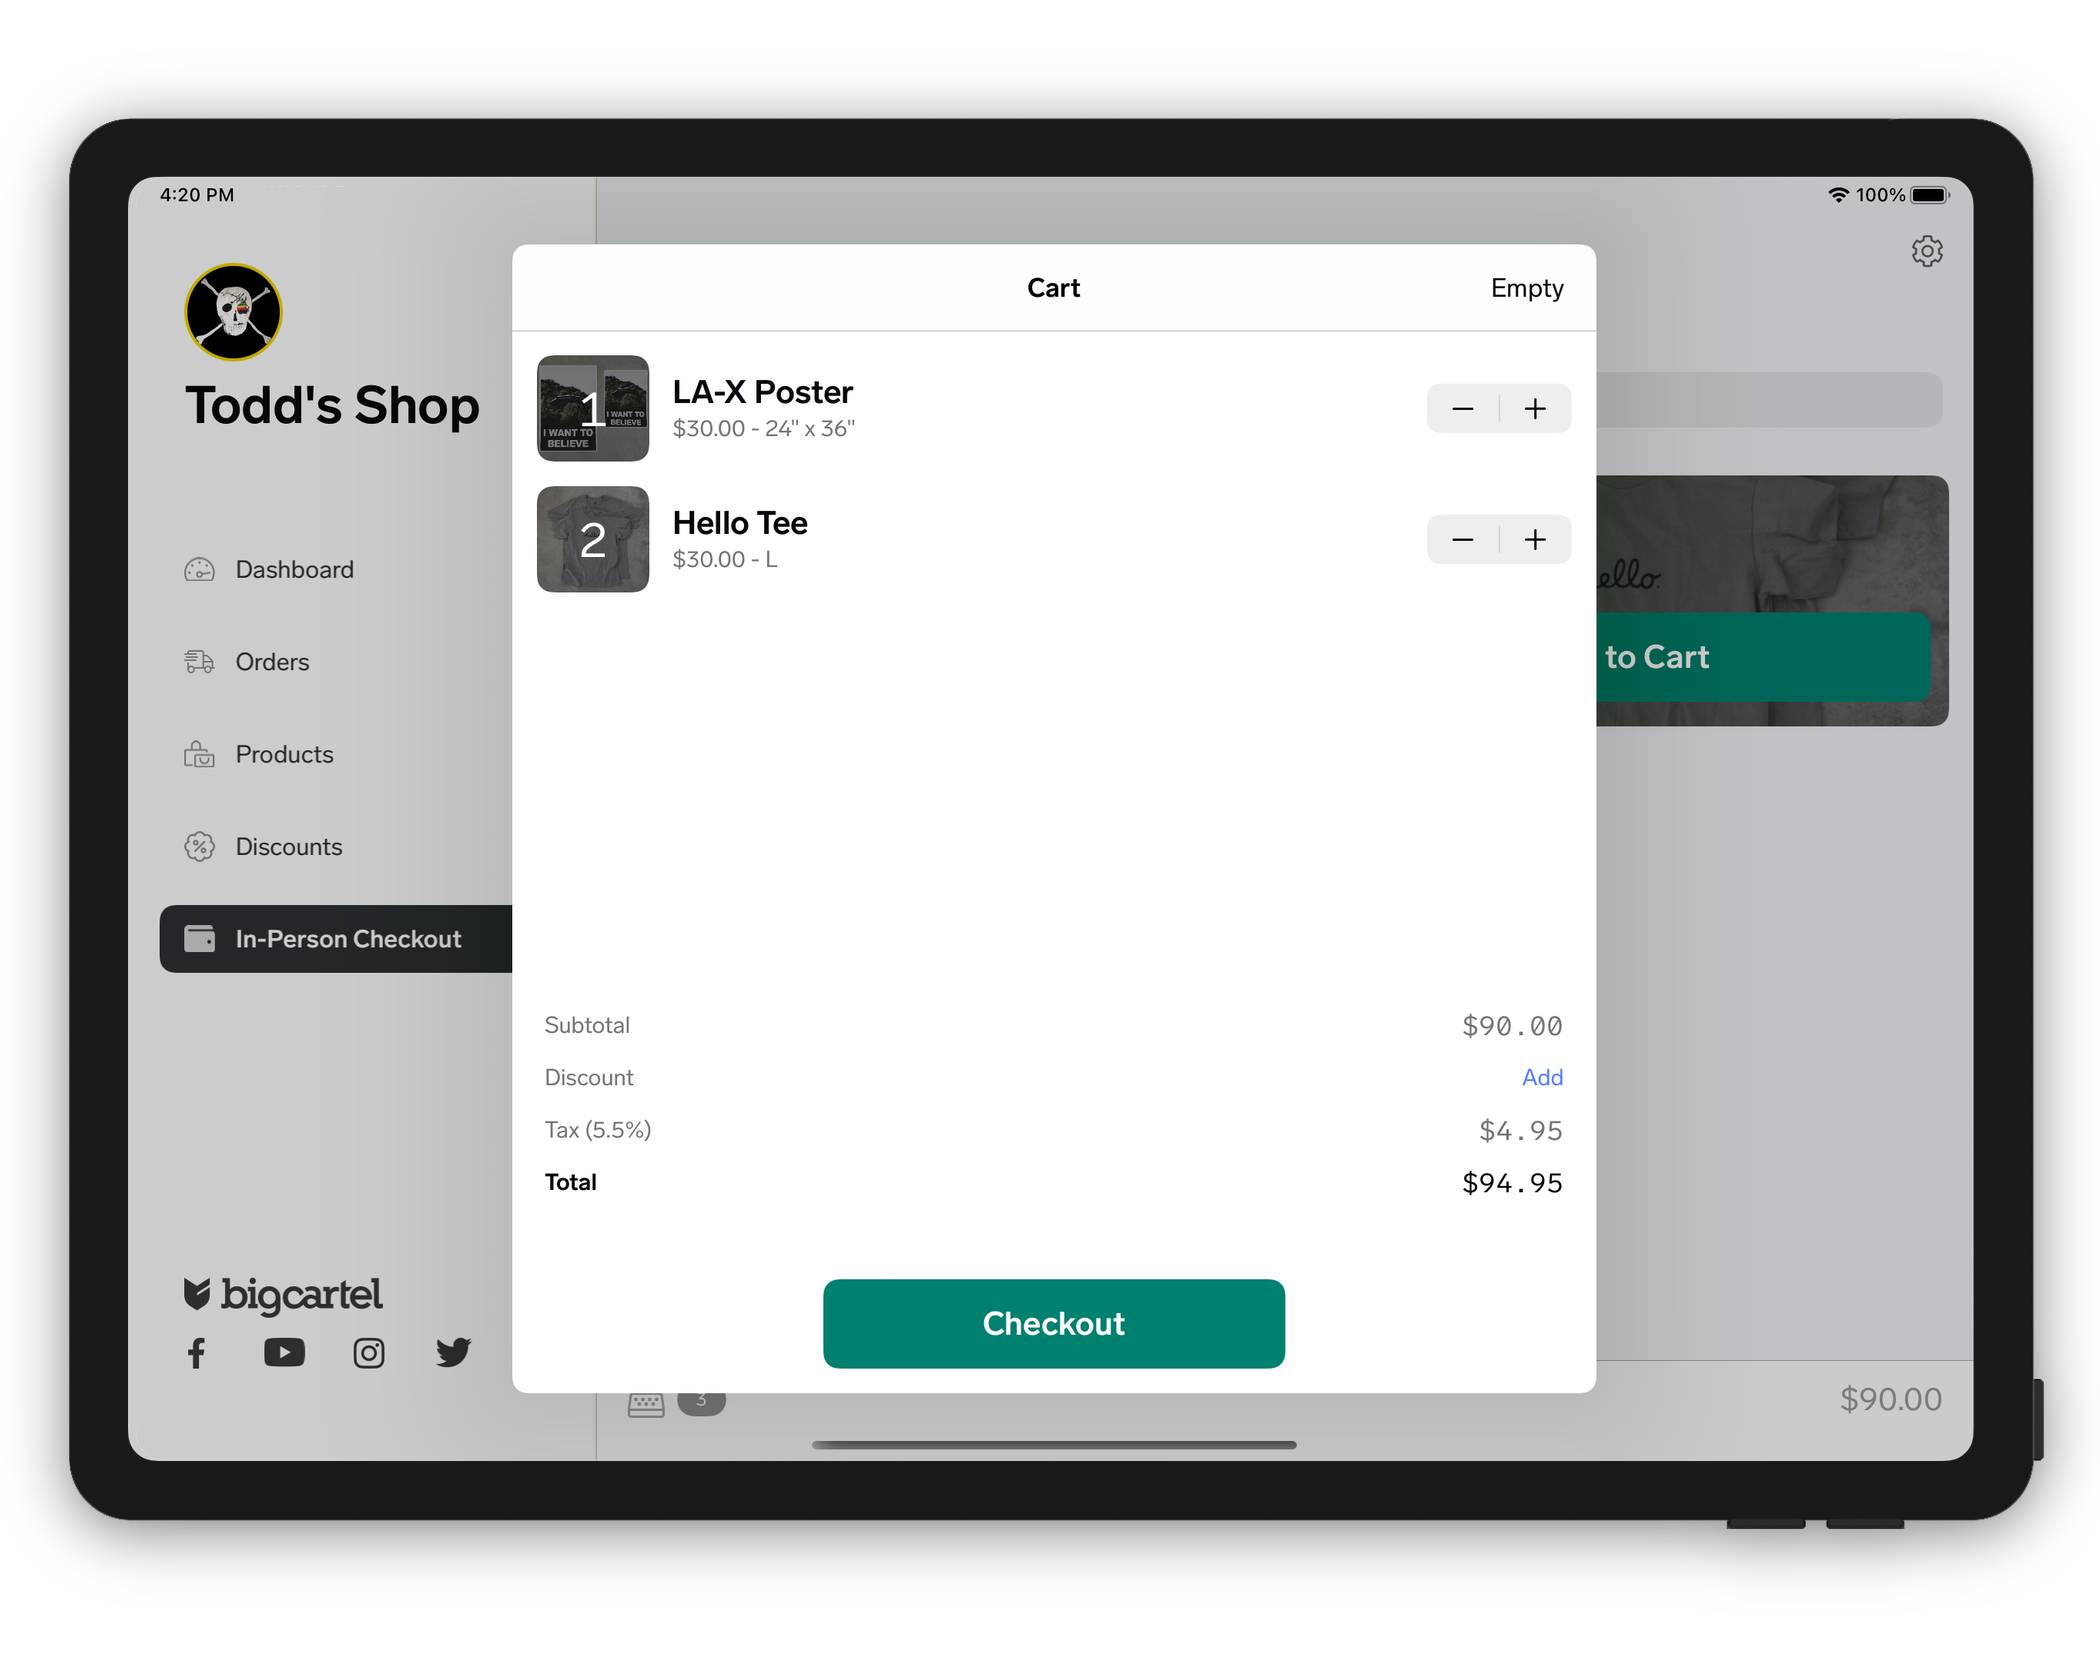 4:20 PM
100%
Todd's Shop
Dashboard
Orders
Products
Discounts
In-Person Checkout
bigcartel
Cart
Empty
1
I WANT TO
BELIEVE
I WANT TO
BELIEVE
LA-X Poster
$30.00 - 24" x 36"
2
Hello Tee
$30.00 - L
Subtotal
$90.00
Discount
Add
Tax (5.5%)
$4.95
Total
$94.95
Checkout
ello.
to Cart
3
$90.00